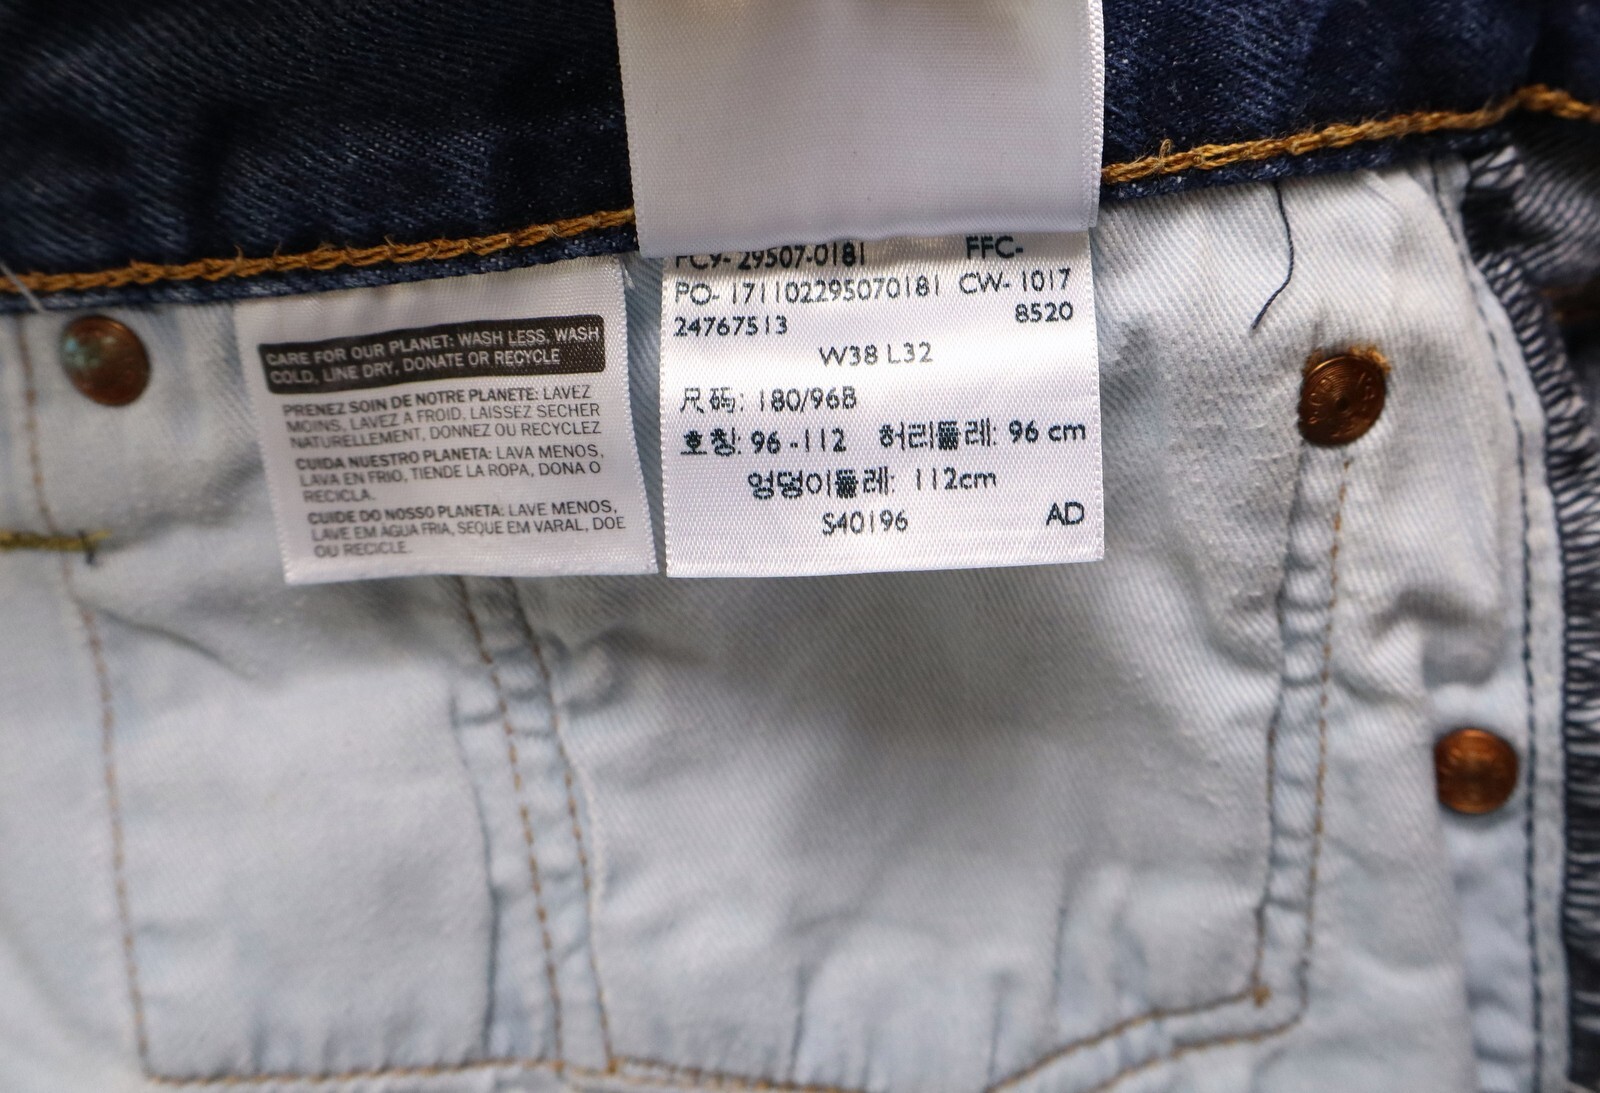 CARE FOR OUR PLANET: WASH LESS, WASH
COLD, LINE DRY, DONATE OR RECYCLE
PRENEZ SOIN DE NOTRE PLANETE: LAVEZ
MOINS, LAVEZ A FROID, LAISSEZ SECHER
NATURELLEMENT, DONNEZ OU RECYCLEZ
CUIDA NUESTRO PLANETA: LAVA MENOS,
LAVA EN FRIO, TIENDE LA ROPA, DONA O
RECICLA.
CUIDE DO NOSSO PLANETA: LAVE MENOS,
LAVE EM ÁGUA FRIA, SEQUE EM VARAL, DOE
OU RECICLE.
29507-0181 FFC-
PO- 171102295070181 CW- 1017
24767513 8520
W38 L32
尺码: 180/96B
호칭: 96 -112 허리둘레: 96 cm
엉덩이둘레: 112cm
S40196 AD